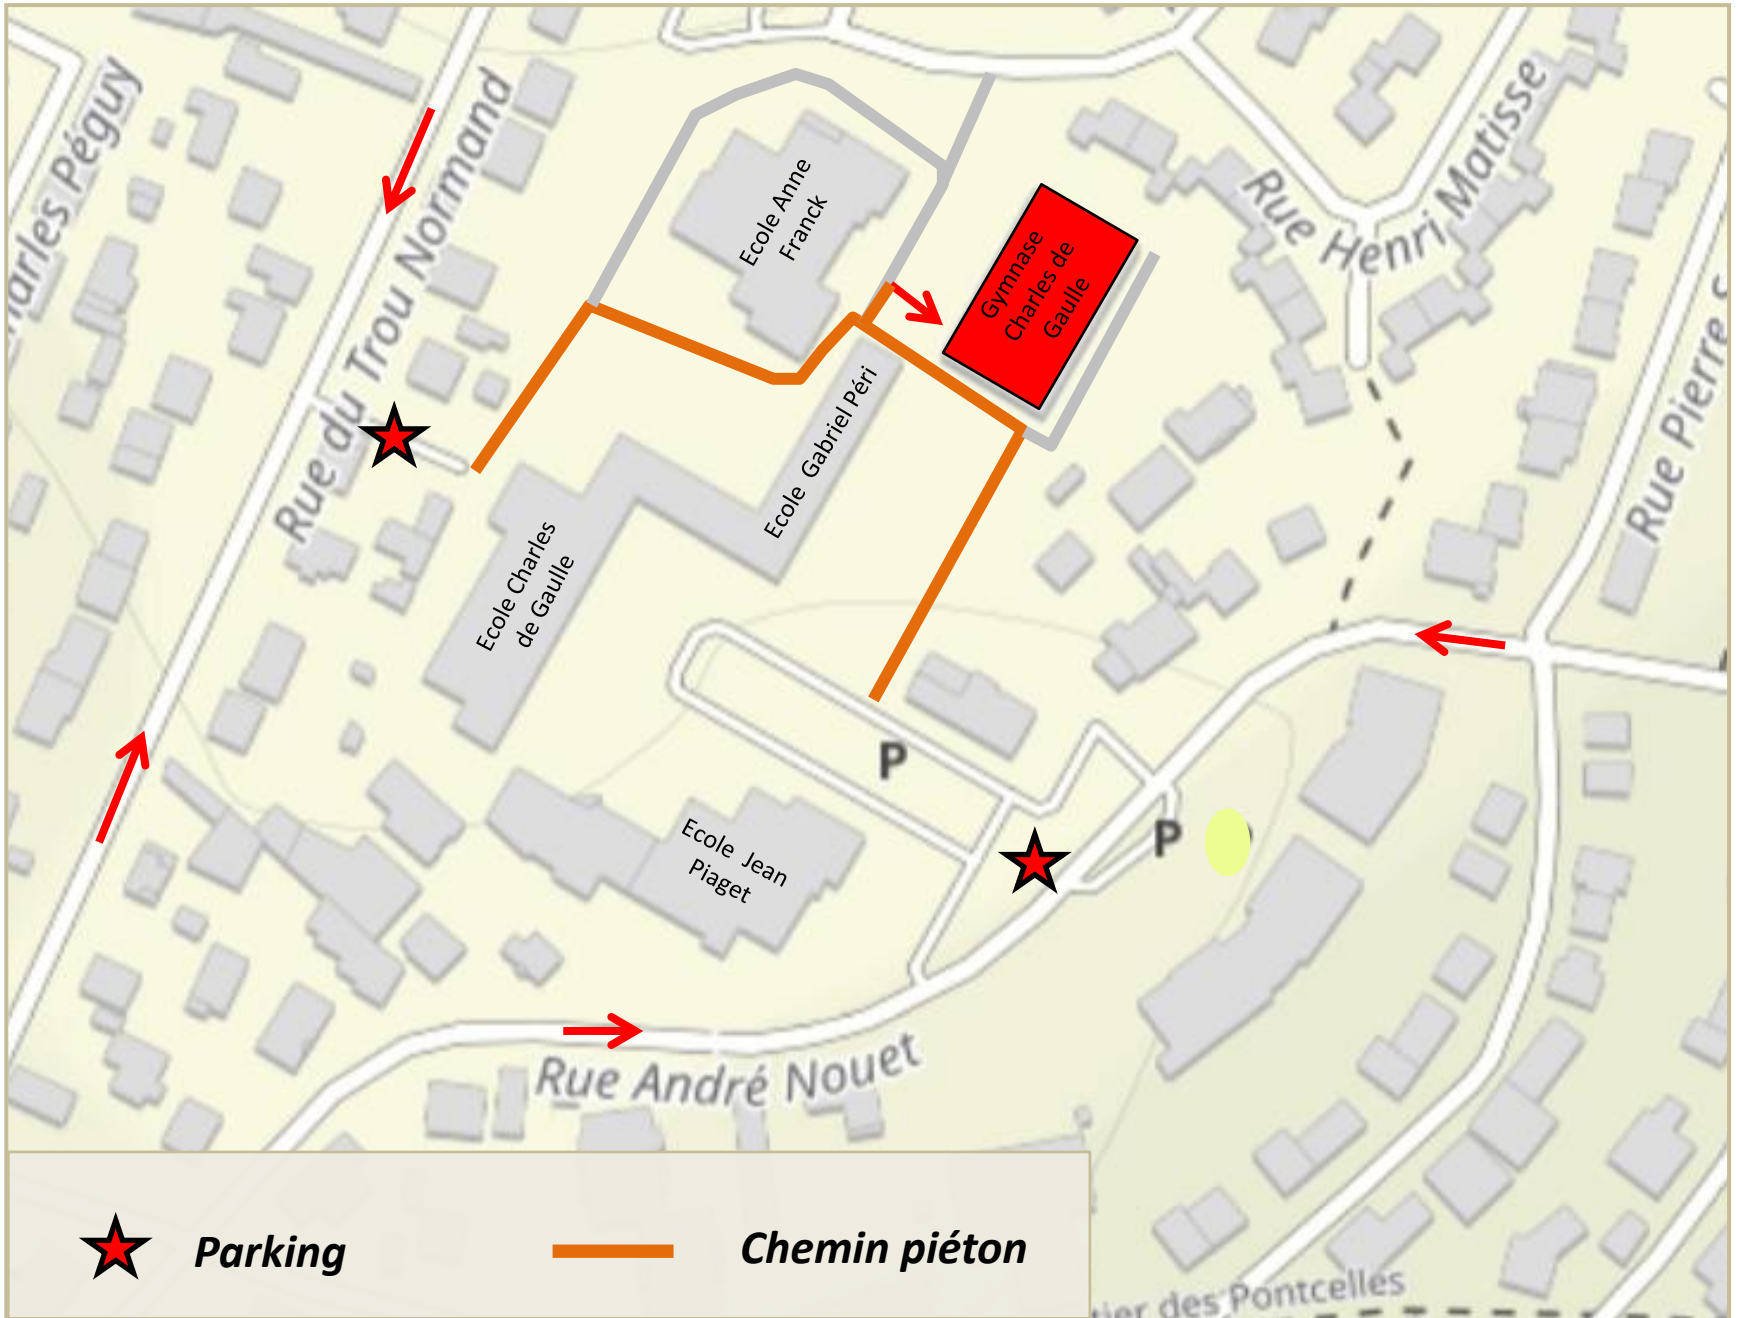 harles Péguy
Rue du Trou Normand
Ecole Anne
Franck
Gymnase
Charles de
Gaulle
Rue Henri Matisse
Rue Pierre
Ecole Gabriel Péri
Ecole Charles
de Gaulle
P
P
Ecole Jean
Piaget
Rue André Nouet
Parking
Chemin piéton
tier des Pontcelles